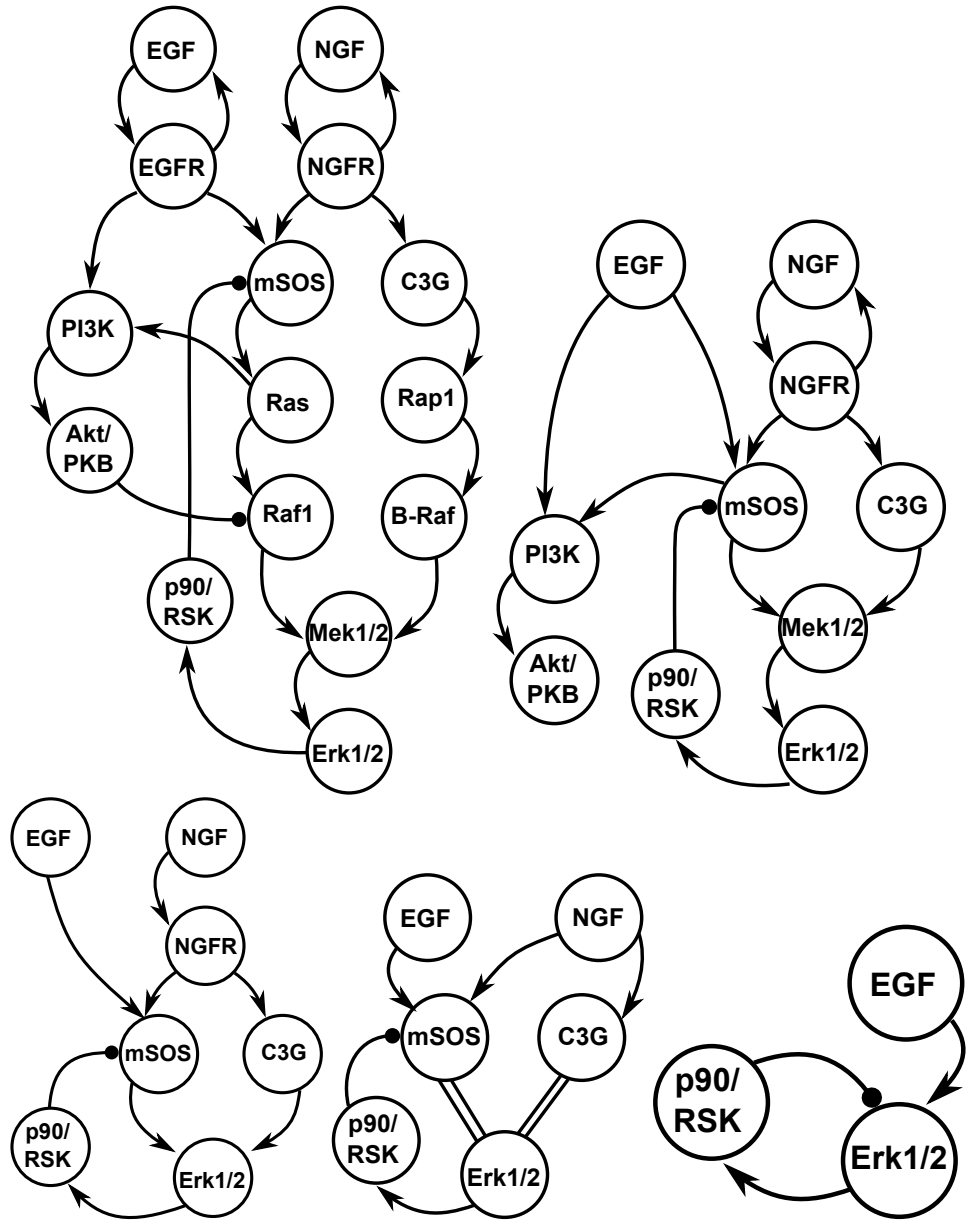 EGF
NGF
EGFR
NGFR
mSOS
C3G
PI3K
Ras
Rap1
Akt/
PKB
Raf1
B-Raf
p90/
RSK
Mek1/2
Erk1/2
EGF
NGF
NGFR
mSOS
C3G
PI3K
Mek1/2
Akt/
PKB
p90/
RSK
Erk1/2
EGF
NGF
NGFR
mSOS
C3G
p90/
RSK
Erk1/2
EGF
NGF
mSOS
C3G
p90/
RSK
Erk1/2
EGF
p90/
RSK
Erk1/2